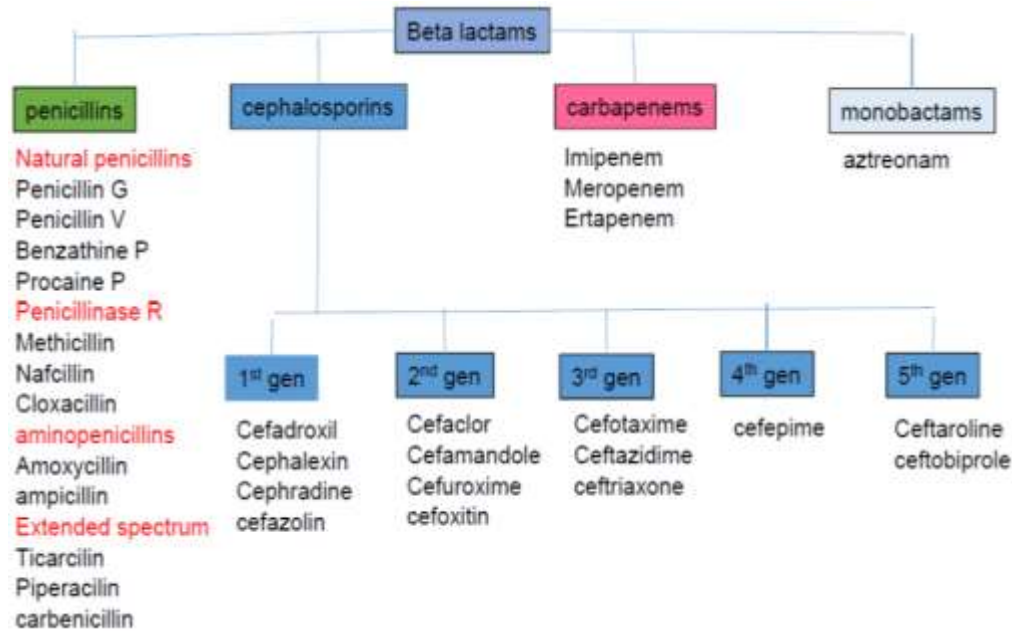 Beta lactams
penicillins
Natural penicillins
Penicillin G
Penicillin V
Benzathine P
Procaine P
Penicillinase R
Methicillin
Nafcillin
Cloxacillin
aminopenicillins
Amoxycillin
ampicillin
Extended spectrum
Ticarcilin
Piperacilin
carbenicillin
cephalosporins
1st gen
Cefadroxil
Cephalexin
Cephradine
cefazolin
2nd gen
Cefaclor
Cefamandole
Cefuroxime
cefoxitin
3rd gen
Cefotaxime
Ceftazidime
ceftriaxone
4th gen
cefepime
5th gen
Ceftaroline
ceftobiprole
carbapenems
Imipenem
Meropenem
Ertapenem
monobactams
aztreonam